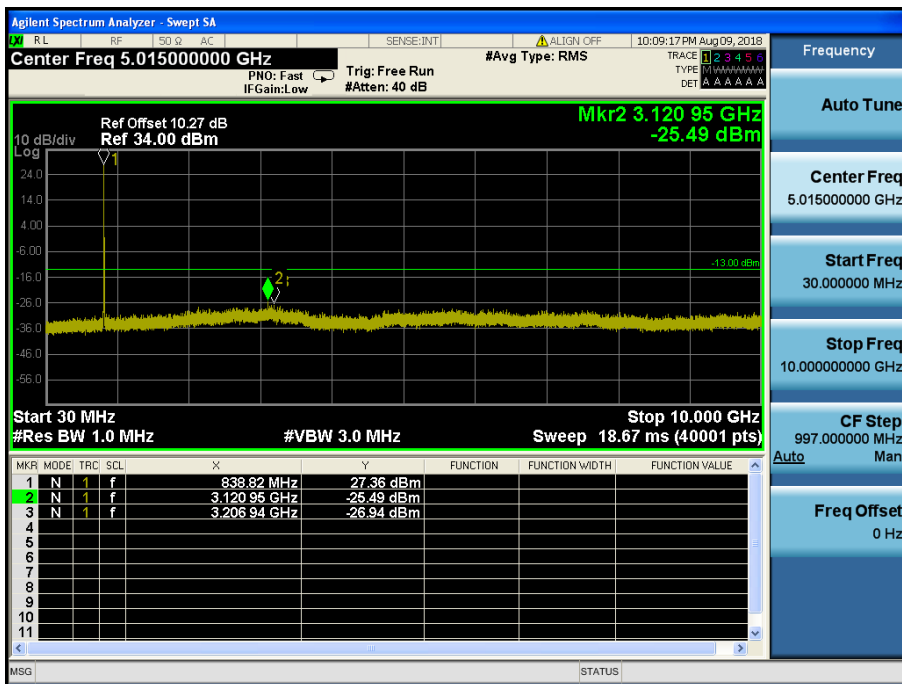 Agilent Spectrum Analyzer - Swept SA
LXI RL RF 50 Ω AC SENSE:INT ALIGN OFF 10:09:17 PM Aug 09, 2018
Center Freq 5.015000000 GHz
#Avg Type: RMS
TRACE 1 2 3 4 5 6
PNO: Fast Trig: Free Run
TYPE M
IFGain:Low #Atten: 40 dB
DET A A A A A A
Frequency
Auto Tune
Center Freq
5.015000000 GHz
Start Freq
30.000000 MHz
Stop Freq
10.000000000 GHz
CF Step
997.000000 MHz
Auto Man
Freq Offset
0 Hz
Mkr2 3.120 95 GHz
-25.49 dBm
Ref Offset 10.27 dB
10 dB/div Ref 34.00 dBm
Log
1
24.0
14.0
4.00
-6.00
-13.00 dBm
-16.0
2
-26.0
-36.0
-46.0
-56.0
Start 30 MHz Stop 10.000 GHz
#Res BW 1.0 MHz #VBW 3.0 MHz Sweep 18.67 ms (40001 pts)
MKR MODE TRC SCL X Y FUNCTION FUNCTION WIDTH FUNCTION VALUE
1 N 1 f 838.82 MHz 27.36 dBm
2 N 1 f 3.120 95 GHz -25.49 dBm
3 N 1 f 3.206 94 GHz -26.94 dBm
4
5
6
7
8
9
10
11
MSG STATUS